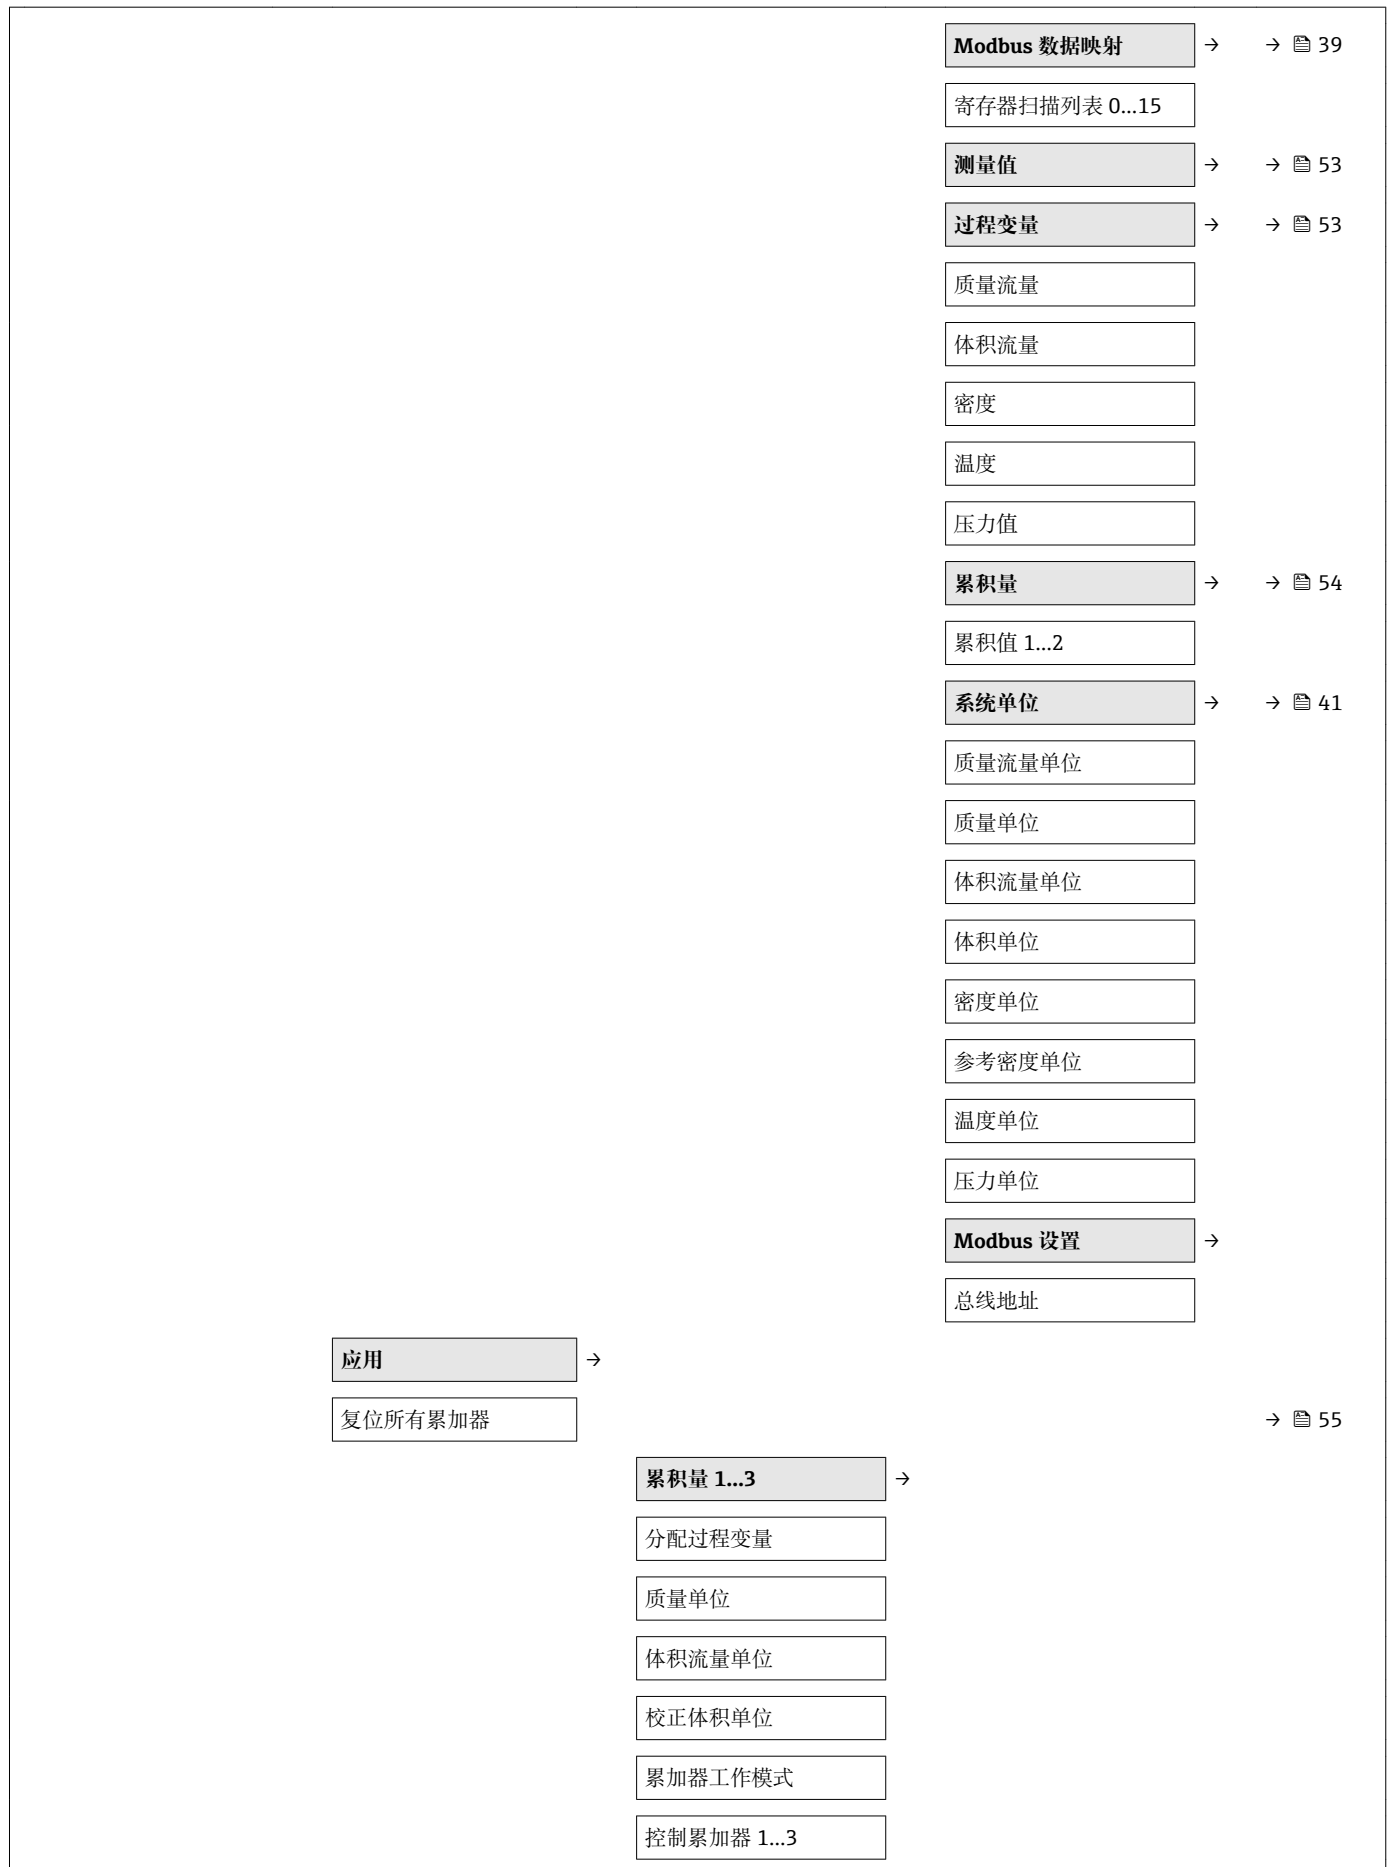 Modbus 数据映射 → → 39
寄存器扫描列表 0...15
测量值 → → 53
过程变量 → → 53
质量流量
体积流量
密度
温度
压力值
累积量 → → 54
累积值 1...2
系统单位 → → 41
质量流量单位
质量单位
体积流量单位
体积单位
密度单位
参考密度单位
温度单位
压力单位
Modbus 设置 →
总线地址
应用 →
复位所有累加器 → 55
累积量 1...3 →
分配过程变量
质量单位
体积流量单位
校正体积单位
累加器工作模式
控制累加器 1...3